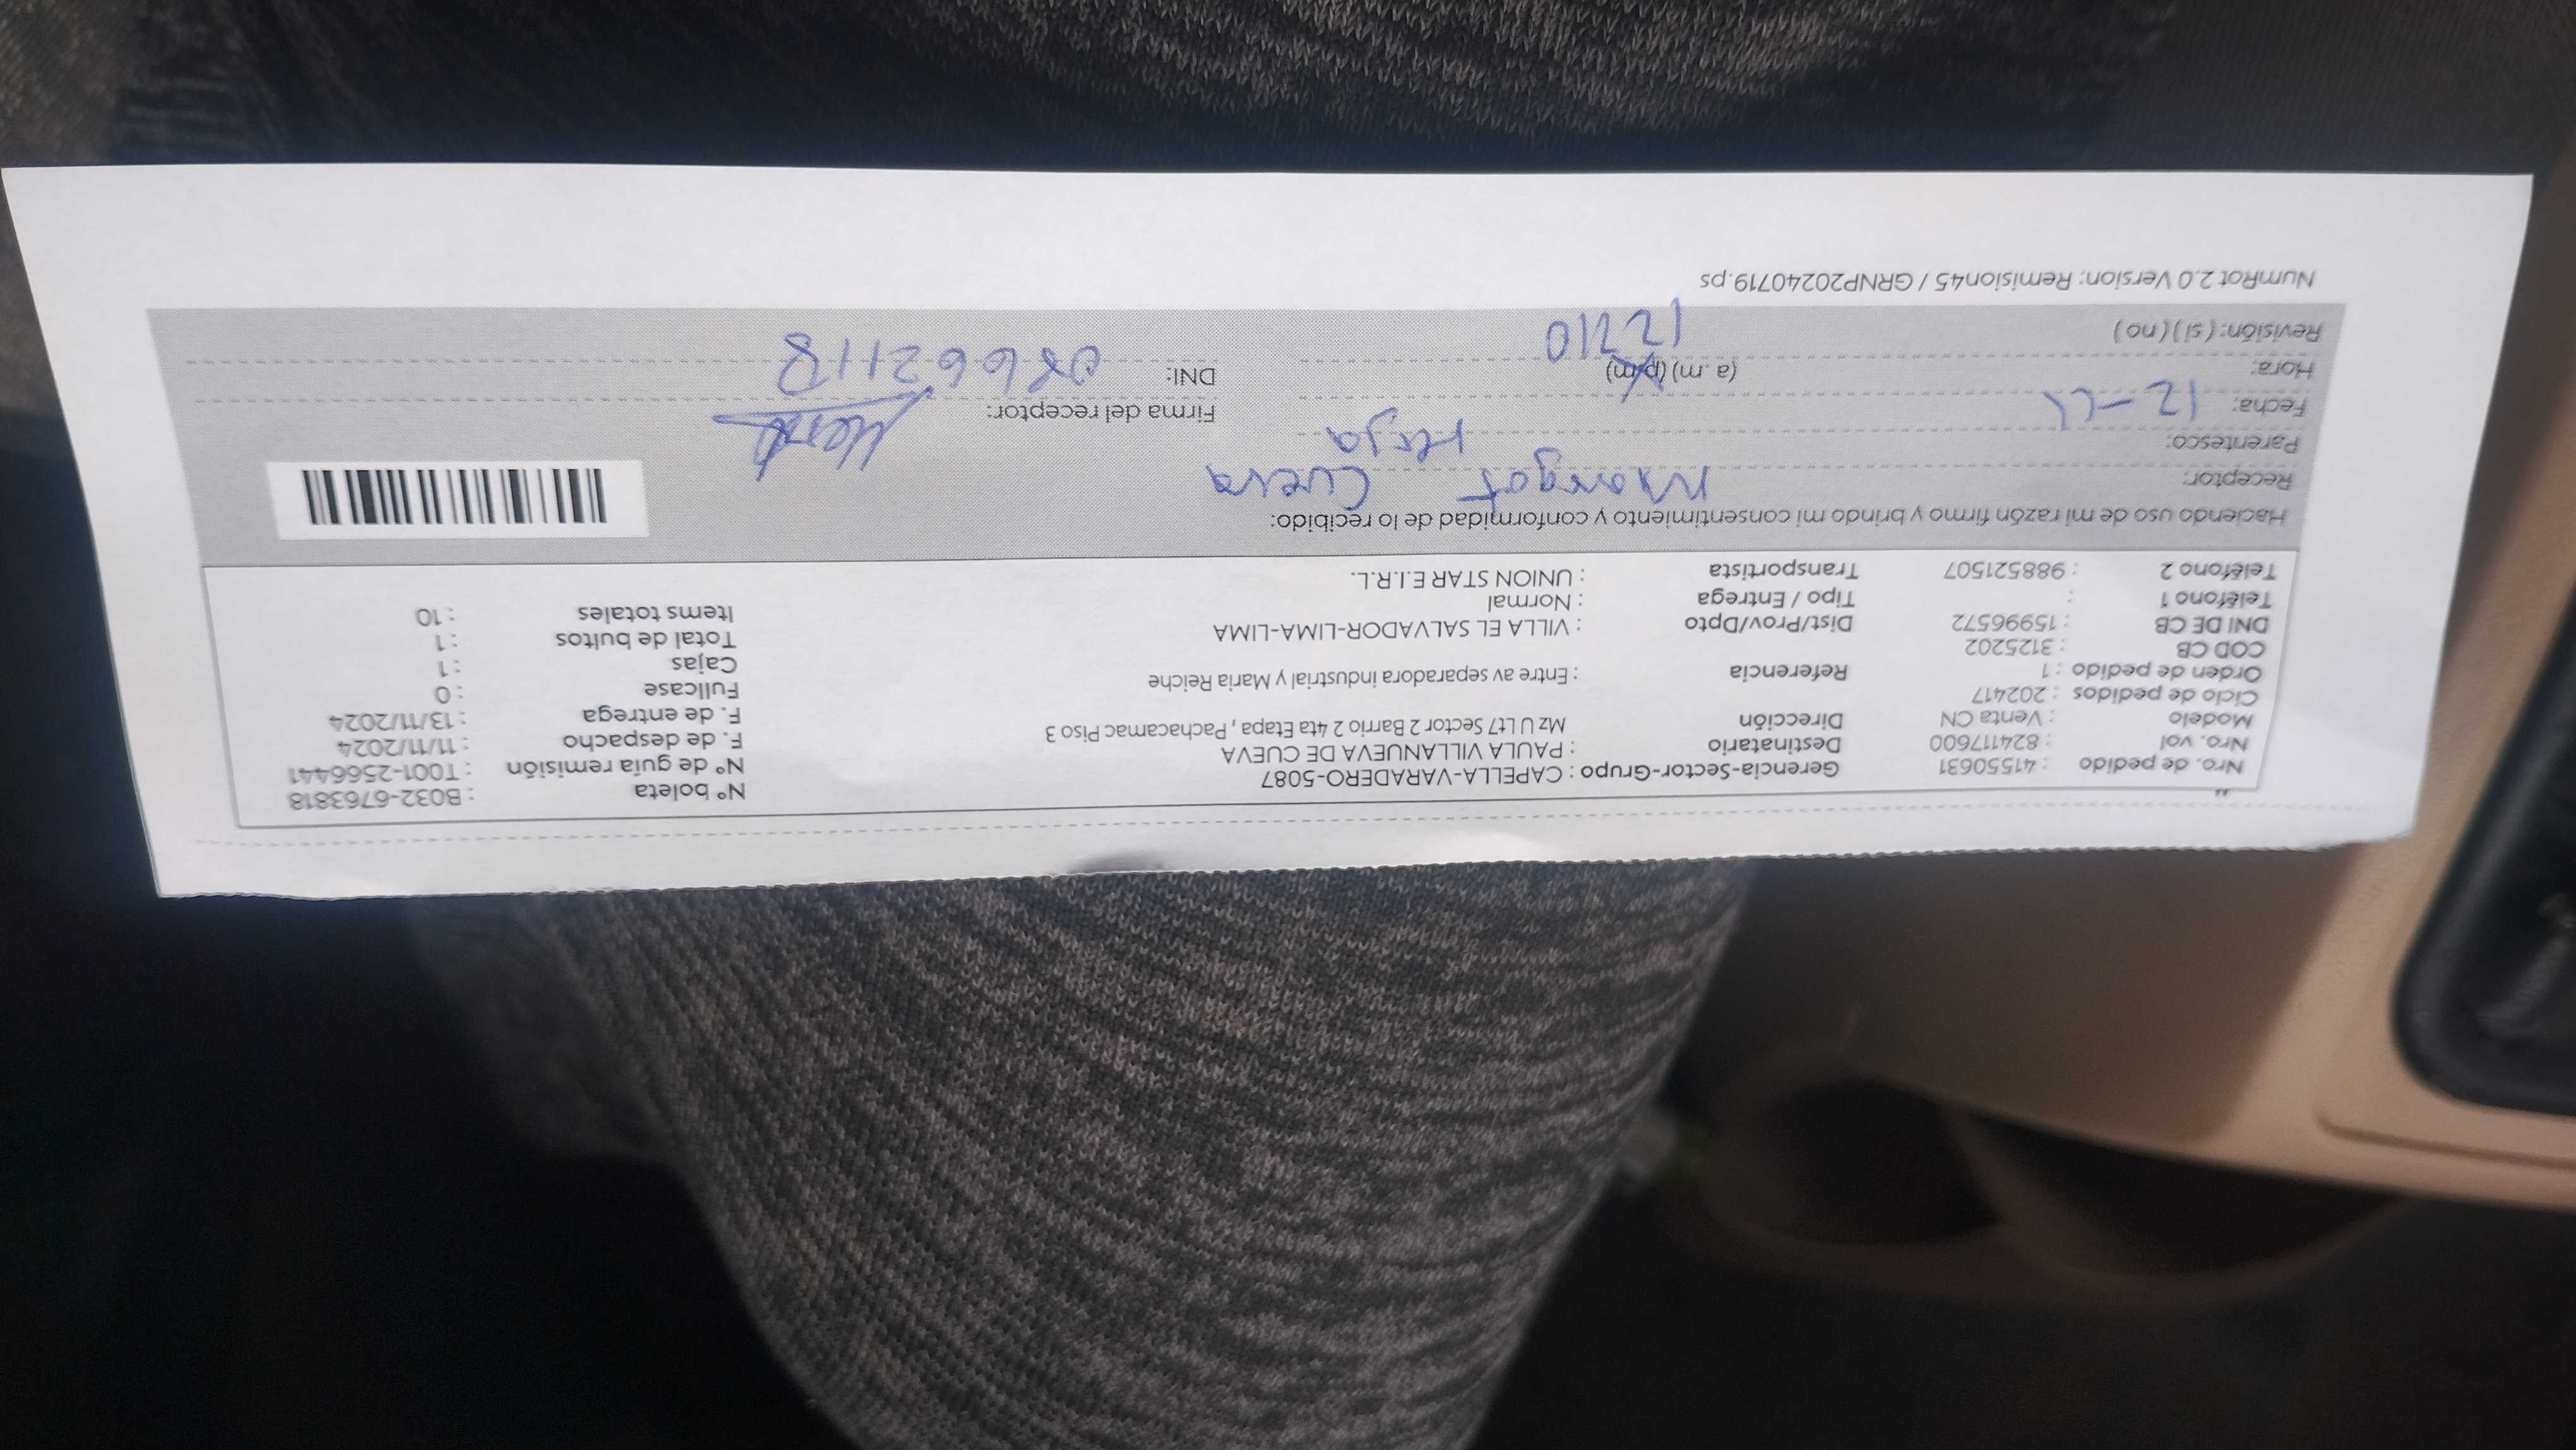 Nro. de pedido : 41550631 Gerencia-Sector-Grupo : CAPELLA-VARADERO-5087 N° boleta : B032-6763818
Nro. vol : 824117600 Destinatario : PAULA VILLANUEVA DE CUEVA N° de guía remisión : T001-2566441
Modelo : Venta CN Dirección Mz U Lt7 Sector 2 Barrio 2 4ta Etapa , Pachacamac Piso 3 F. de despacho : 11/11/2024
Ciclo de pedidos : 202417 F. de entrega : 13/11/2024
Orden de pedido : 1 Referencia : Entre av separadora industrial y Maria Reiche Fullcase : 0
COD CB : 3125202 Cajas : 1
DNI DE CB : 15996572 Dist/Prov/Dpto : VILLA EL SALVADOR-LIMA-LIMA Total de bultos : 1
Teléfono 1 : Tipo / Entrega : Normal Items totales : 10
Teléfono 2 : 988521507 Transportista : UNION STAR E.I.R.L.
Haciendo uso de mi razón firmo y brindo mi consentimiento y conformidad de lo recibido:
Receptor: Margot Cueva
Parentesco: Hija
Fecha: 12-11 Firma del receptor:
Hora: (a.m) (p.m) DNI: 08662118
Revisión: ( si ) ( no ) 12210
NumRot 2.0 Version: Remision45 / GRNP20240719.ps